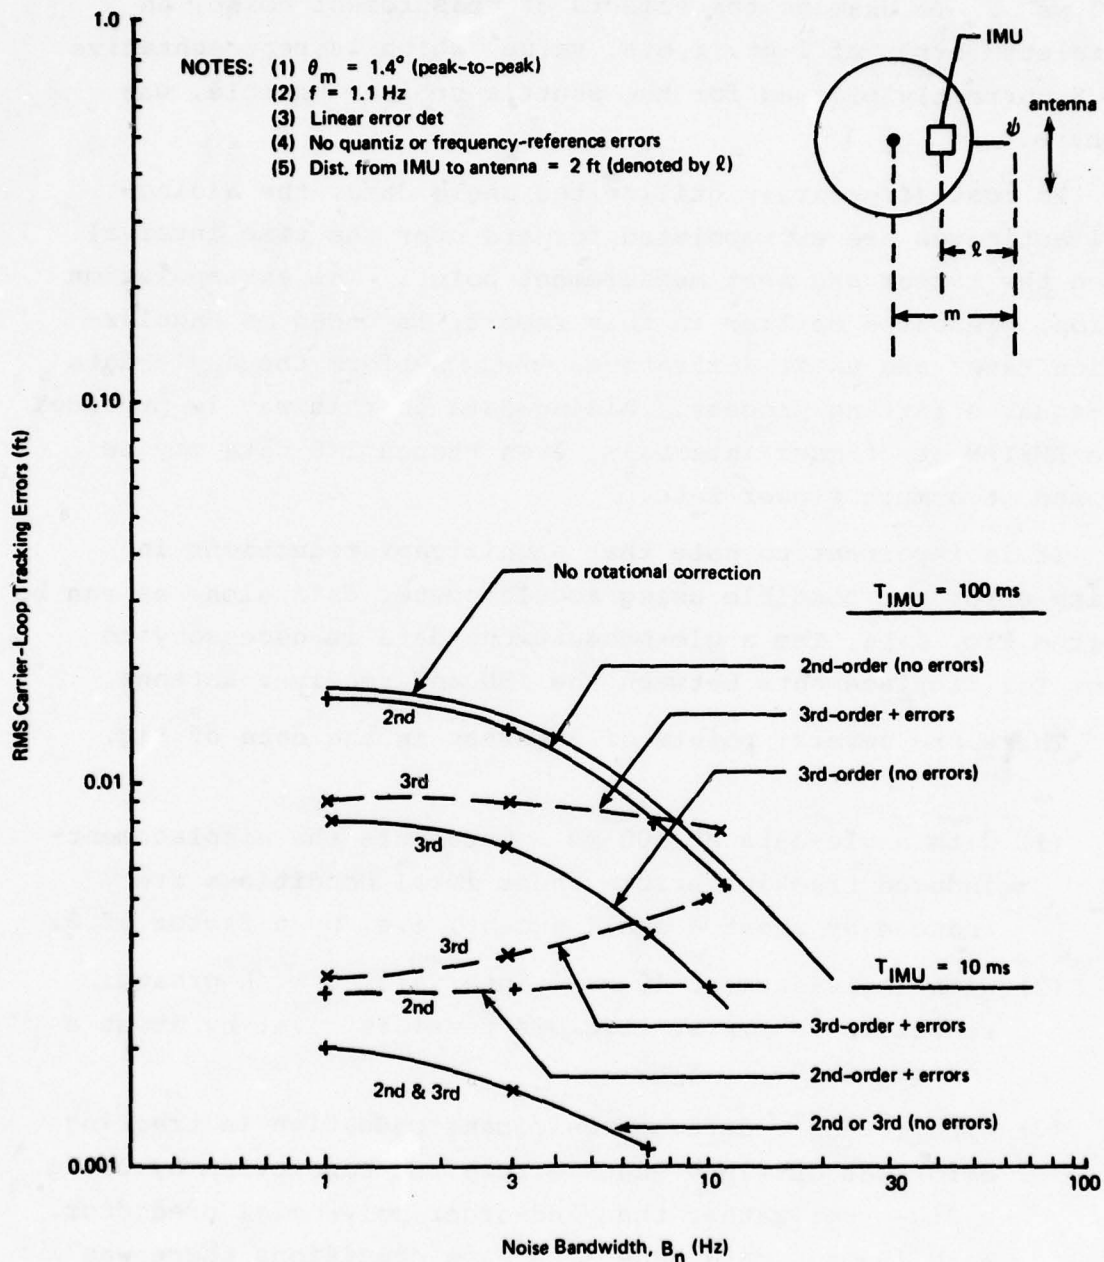 1.0
NOTES: (1) θm = 1.4° (peak-to-peak)
(2) f = 1.1 Hz
(3) Linear error det
(4) No quantiz or frequency-reference errors
(5) Dist. from IMU to antenna = 2 ft (denoted by ℓ)
IMU
antenna
ψ
ℓ
m
0.10
RMS Carrier-Loop Tracking Errors (ft)
No rotational correction
T_IMU = 100 ms
2nd-order (no errors)
2nd
3rd-order + errors
3rd-order (no errors)
0.01
3rd
3rd
3rd
T_IMU = 10 ms
2nd
3rd-order + errors
2nd-order + errors
2nd & 3rd
2nd or 3rd (no errors)
0.001
1 3 10 30 100
Noise Bandwidth, Bn (Hz)